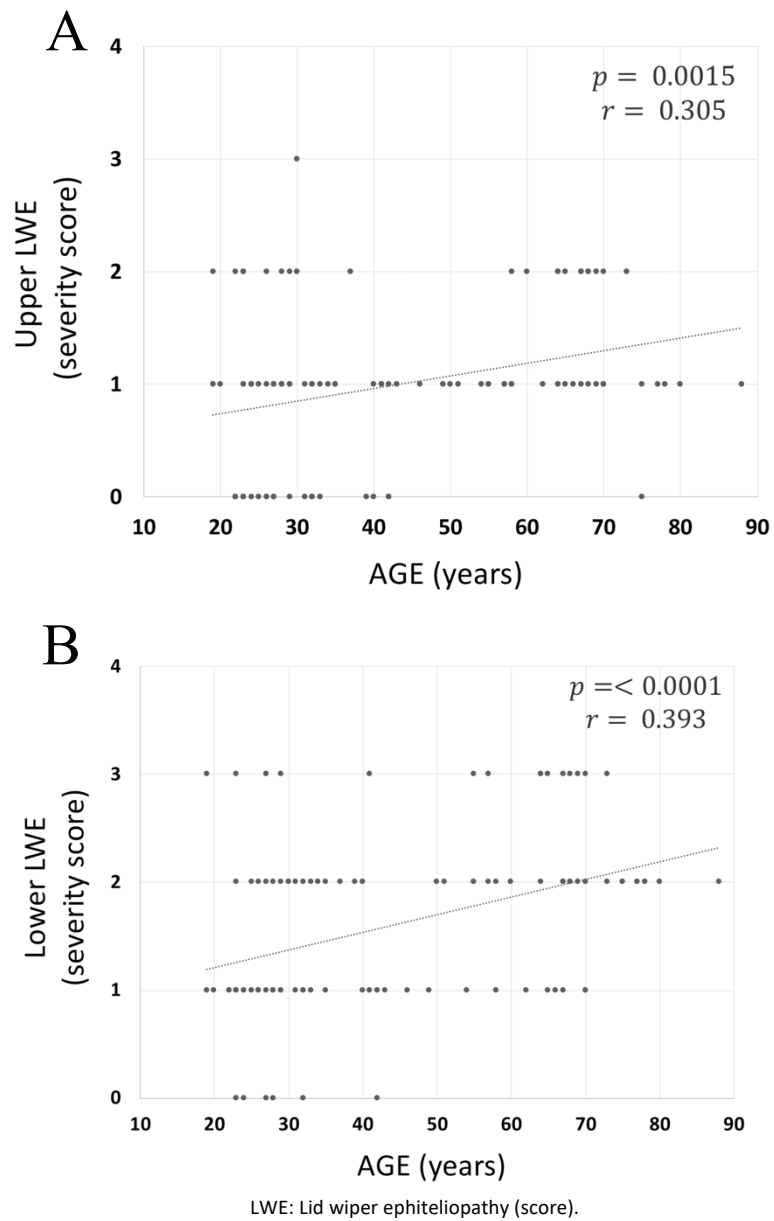 A
4
p = 0.0015
r = 0.305
3
Upper LWE
(severity score)
2
1
0
10 20 30 40 50 60 70 80 90
AGE (years)
B
4
p =< 0.0001
r = 0.393
3
Lower LWE
(severity score)
2
1
0
10 20 30 40 50 60 70 80 90
AGE (years)
LWE: Lid wiper ephiteliopathy (score).